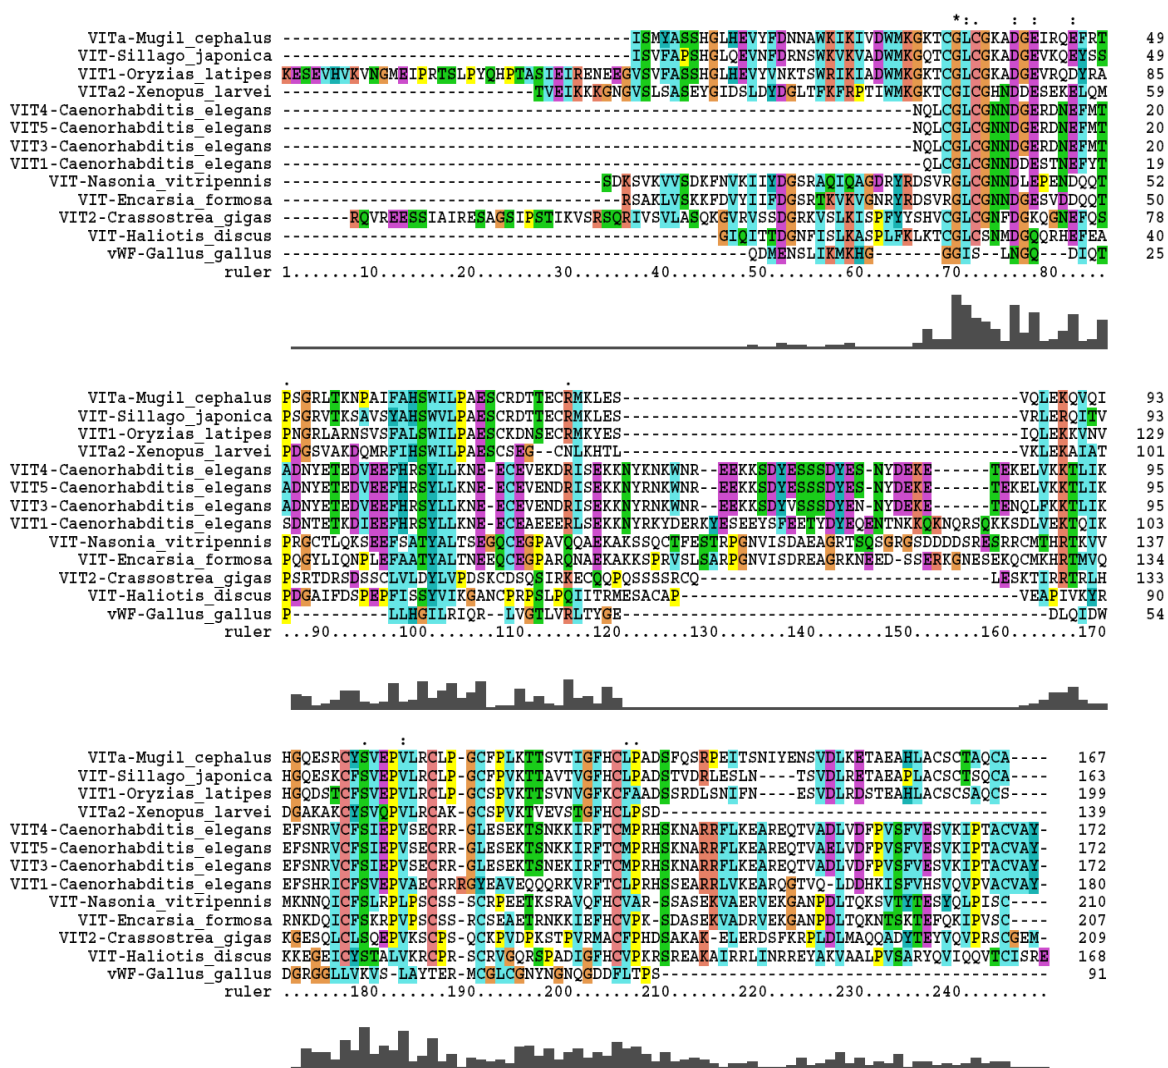 *:. : : :
VITa-Mugil_cephalus ------------------------------------ISMYASSHGLHEVYFDNNAWKIKIVDWMKGKTCGLCGKADGEIRQEFRT 49
VIT-Sillago_japonica ------------------------------------ISVFAPSHGLQEVNFDRNSWKVKVADWMKGQTCGLCGKADGEVKQEYSS 49
VIT1-Oryzias_latipes KESEVHVKVNGMEIPRTSLPYQHPTASIEIRENEEGVSVFASSHGLHEVYVNKTSWRIKIADWMKGKTCGLCGKADGEVRQDYRA 85
VITa2-Xenopus_larvei --------------------------TVEIKKKGNGVSLSASEYGIDSLDYDGLTFKFRPTIWMKGKTCGICGHNDDESEKELQM 59
VIT4-Caenorhabditis_elegans -----------------------------------------------------------------NQLCGLCGNNDGERDNEFMT 20
VIT5-Caenorhabditis_elegans -----------------------------------------------------------------NQLCGLCGNNDGERDNEFMT 20
VIT3-Caenorhabditis_elegans -----------------------------------------------------------------NQLCGLCGNNDGERDNEFMT 20
VIT1-Caenorhabditis_elegans ------------------------------------------------------------------QLCGLCGNNDDESTNEFYT 19
VIT-Nasonia_vitripennis ---------------------------------SDKSVKVVSDKFNVKIIYDGSRAQIQAGDRYRDSVRGLCGNNDLEPENDQQT 52
VIT-Encarsia_formosa -----------------------------------RSAKLVSKKFDVYIIFDGSRTKVKVGNRYRDSVRGLCGNNDGESVDDQQT 50
VIT2-Crassostrea_gigas -------RQVREESSIAIRESAGSIPSTIKVSRSQRIVSVLASQKGVRVSSDGRKVSLKISPFYYSHVCGLCGNFDGKQGNEFQS 78
VIT-Haliotis_discus ---------------------------------------------GIQITTDGNFISLKASPLFKLKTCGLCSNMDGQQRHEFEA 40
vWF-Gallus_gallus ------------------------------------------------QDMENSLIKMKHG-------GGIS--LNGQ---DIQT 25
ruler 1.......10........20........30........40........50........60........70........80.....
. .
VITa-Mugil_cephalus PSGRLTKNPAIFAHSWILPAESCRDTTECRMKLES-----------------------------------------VQLEKQVQI 93
VIT-Sillago_japonica PSGRVTKSAVSYAHSWVLPAESCRDTTECRMKLES-----------------------------------------VRLERQITV 93
VIT1-Oryzias_latipes PNGRLARNSVSFALSWILPAESCKDNSECRMKYES-----------------------------------------IQLEKKVNV 129
VITa2-Xenopus_larvei PDGSVAKDQMRFAHSWILPAESCSEG--CNLKHTL-----------------------------------------VKLEKAIAT 101
VIT4-Caenorhabditis_elegans ADNYETEDVEEFHRSYLLKNE-ECEVEKDRISEKKNYKNKWNR--EEKKSDYESSSDYES-NYDEKE------TEKELVKKTLIK 95
VIT5-Caenorhabditis_elegans ADNYETEDVEEFHRSYLLKNE-ECEVENDRISEKKNYRNKWNR--EEKKSDYESSSDYES-NYDEKE------TEKELVKKTLIK 95
VIT3-Caenorhabditis_elegans ADNYETEDVEEFHRSYLLKNE-ECEVENDRISEKKNYRNKWNR--EEKKSDYVSSSDYEN-NYDEKE------TENQLFKKTLIK 95
VIT1-Caenorhabditis_elegans SDNTETKDIEEFHRSYLLKNE-ECEAEEERLSEKKNYRKYDERKYESEEYSFEETYDYEQENTNKKQKNQRSQKKSDLVEKTQIK 103
VIT-Nasonia_vitripennis PRGCTLQKSEEFSATYALTSEGQCEGPAVQQAEKAKSSQCTFESTRPGNVISDEAGKTSQSGRGSDDDDSRESRRCMTHRTKVV 137
VIT-Encarsia_formosa PQGYLIQNPLEFAATYALTNEEQCEGPARQNAEKAKKSPRVSLSARPGNVISDREAGRKNEED-SSERKGNESEKQCMKHRTMVQ 134
VIT2-Crassostrea_gigas PSRTDRSDSSCLVLDYLVPDSKCDSQSIRKECQQPQSSSSRCQ------------------------------LESKTIRRTRLH 133
VIT-Haliotis_discus PDGAIFDSPEPFISSYVIKGANCPRPSLPQIITRMESACAP-----------------------------------VEAPIVKYR 90
vWF-Gallus_gallus P----------LLHGILRIQR--LVGTLVRLTYGE--------------------------------------------DLQIDW 54
ruler ...90.......100.......110.......120.......130.......140.......150.......160.......170
. : :.
VITa-Mugil_cephalus HGQESRCYSVEPVLRCLP-GCFPLKTTSVTIGFHCLPADSFQSRPEITSNIYENSVDLKETAEAHLACSCTAQCA---- 167
VIT-Sillago_japonica HGQESKCFSVEPVLRCLP-GCFPVKTTAVTVGFHCLPADSTVDRLESLN----TSVDLRETAEAPLACSCTSQCA---- 163
VIT1-Oryzias_latipes HGQDSTCFSVEPVLRCLP-GCSPVKTTSVNVGFKCFAADSSRDLSNIFN----ESVDLRDSTEAHLACSCSAQCS---- 199
VITa2-Xenopus_larvei DGAKAKCYSVQPVLRCAK-GCSPVKTVEVSTGFHCLPSD---------------------------------------- 139
VIT4-Caenorhabditis_elegans EFSNRVCFSIEPVSECRR-GLESEKTSNKKIRFTCMPRHSKNARRFLKEAREQTVADLVDFPVSFVESVKIPTACVAY- 172
VIT5-Caenorhabditis_elegans EFSNRVCFSIEPVSECRR-GLESEKTSNKKIRFTCMPRHSKNARRFLKEAREQTVAELVDFPVSFVESVKIPTACVAY- 172
VIT3-Caenorhabditis_elegans EFSNRVCFSIEPVSECRR-GLESEKTSNEKIRFTCMPRHSKNARRFLKEAREQTVADLVDFPVSFVESVKIPTACVAY- 172
VIT1-Caenorhabditis_elegans EFSHRICFSVEPVAECRRRGYEAVEQQQRKVRFTCLPRHSSEARRLVKEARQGTVQ-LDDHKISFVHSVQVPVACVAY- 180
VIT-Nasonia_vitripennis MKNNQICFSLRPLPSCSS-SCRPEETKSRAVQFHCVAR-SSASEKVAERVEKGANPDLTQKSVTYTESYQLPISC---- 210
VIT-Encarsia_formosa RNKDQICFSKRPVPSCSS-RCSEAETRNKKIEFHCVPK-SDASEKVADRVEKGANPDLTQKNTSKTEFQKIPVSC---- 207
VIT2-Crassostrea_gigas KGESQLCLSQEPVKSCPS-QCKPVDPKSTPVRMACFPHDSAKAK-ELERDSFKRPLDLMAQQADYTEYVQVPRSCGEM- 209
VIT-Haliotis_discus KKEGEICYSTALVKRCPR-SCRVGQRSPADIGFHCVPKRSREAKAIRRLINRREYAKVAALPVSARYQVIQQVTCISRE 168
vWF-Gallus_gallus DGRGGLLVKVS-LAYTER-MCGLCGNYNGNQGDDFLTPS---------------------------------------- 91
ruler .......180.......190.......200.......210.......220.......230.......240..........